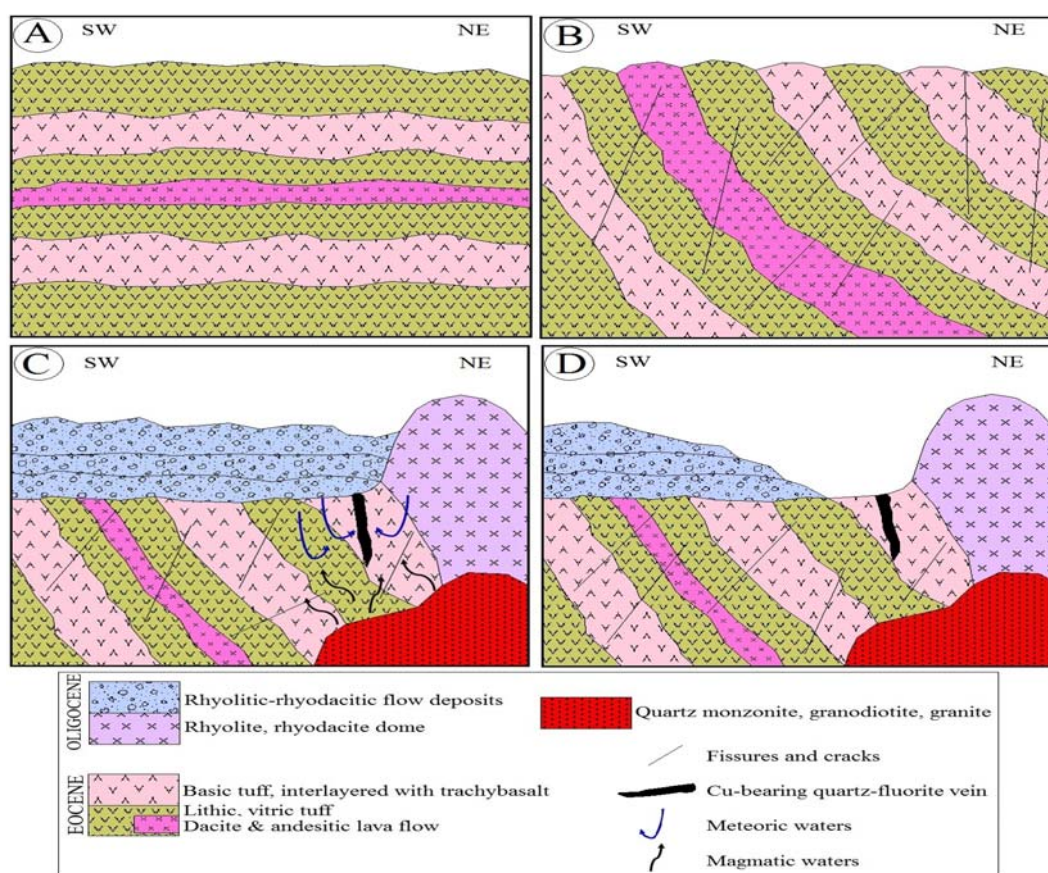 A SW NE
B SW NE
C SW NE
D SW NE
OLIGOCENE
Rhyolitic-rhyodacitic flow deposits
Rhyolite, rhyodacite dome
EOCENE
Basic tuff, interlayered with trachybasalt
Lithic, vitric tuff
Dacite & andesitic lava flow
Quartz monzonite, granodiotite, granite
Fissures and cracks
Cu-bearing quartz-fluorite vein
Meteoric waters
Magmatic waters